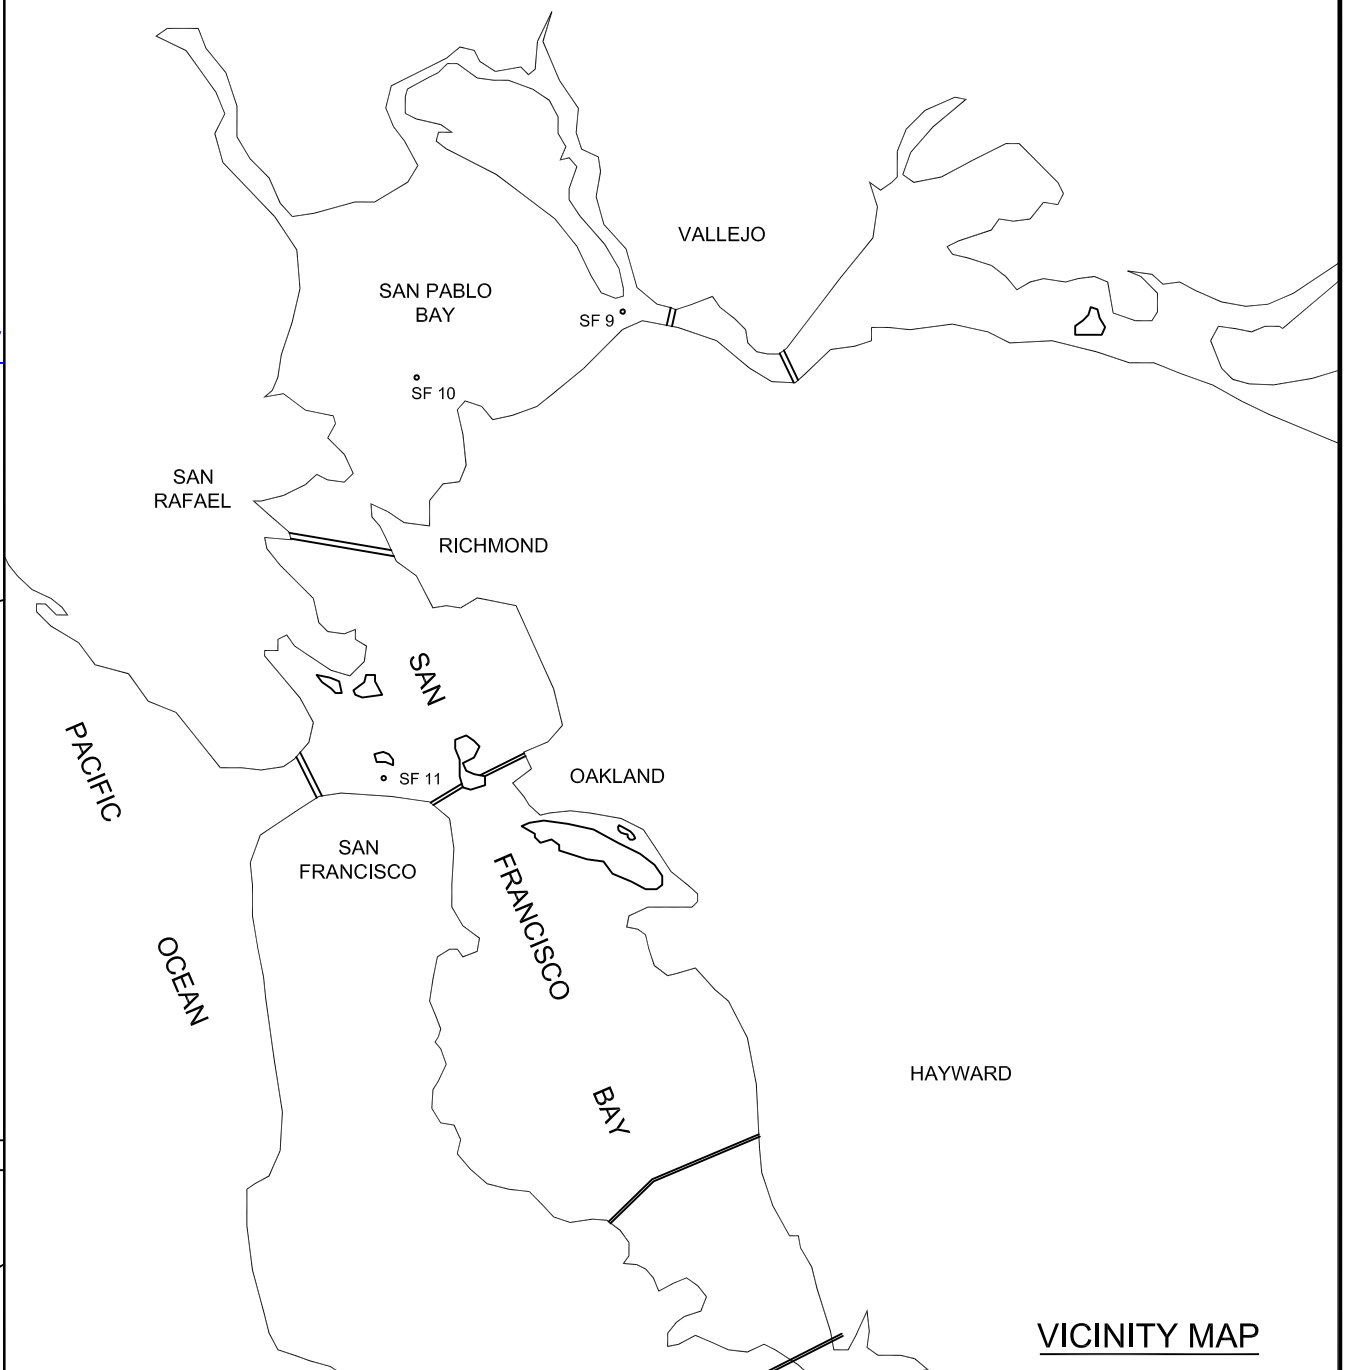 VALLEJO
SAN PABLO
BAY
SF 9
SF 10
SAN
RAFAEL
RICHMOND
SAN
PACIFIC
SF 11
OAKLAND
SAN
FRANCISCO
FRANCISCO
OCEAN
HAYWARD
BAY
VICINITY MAP